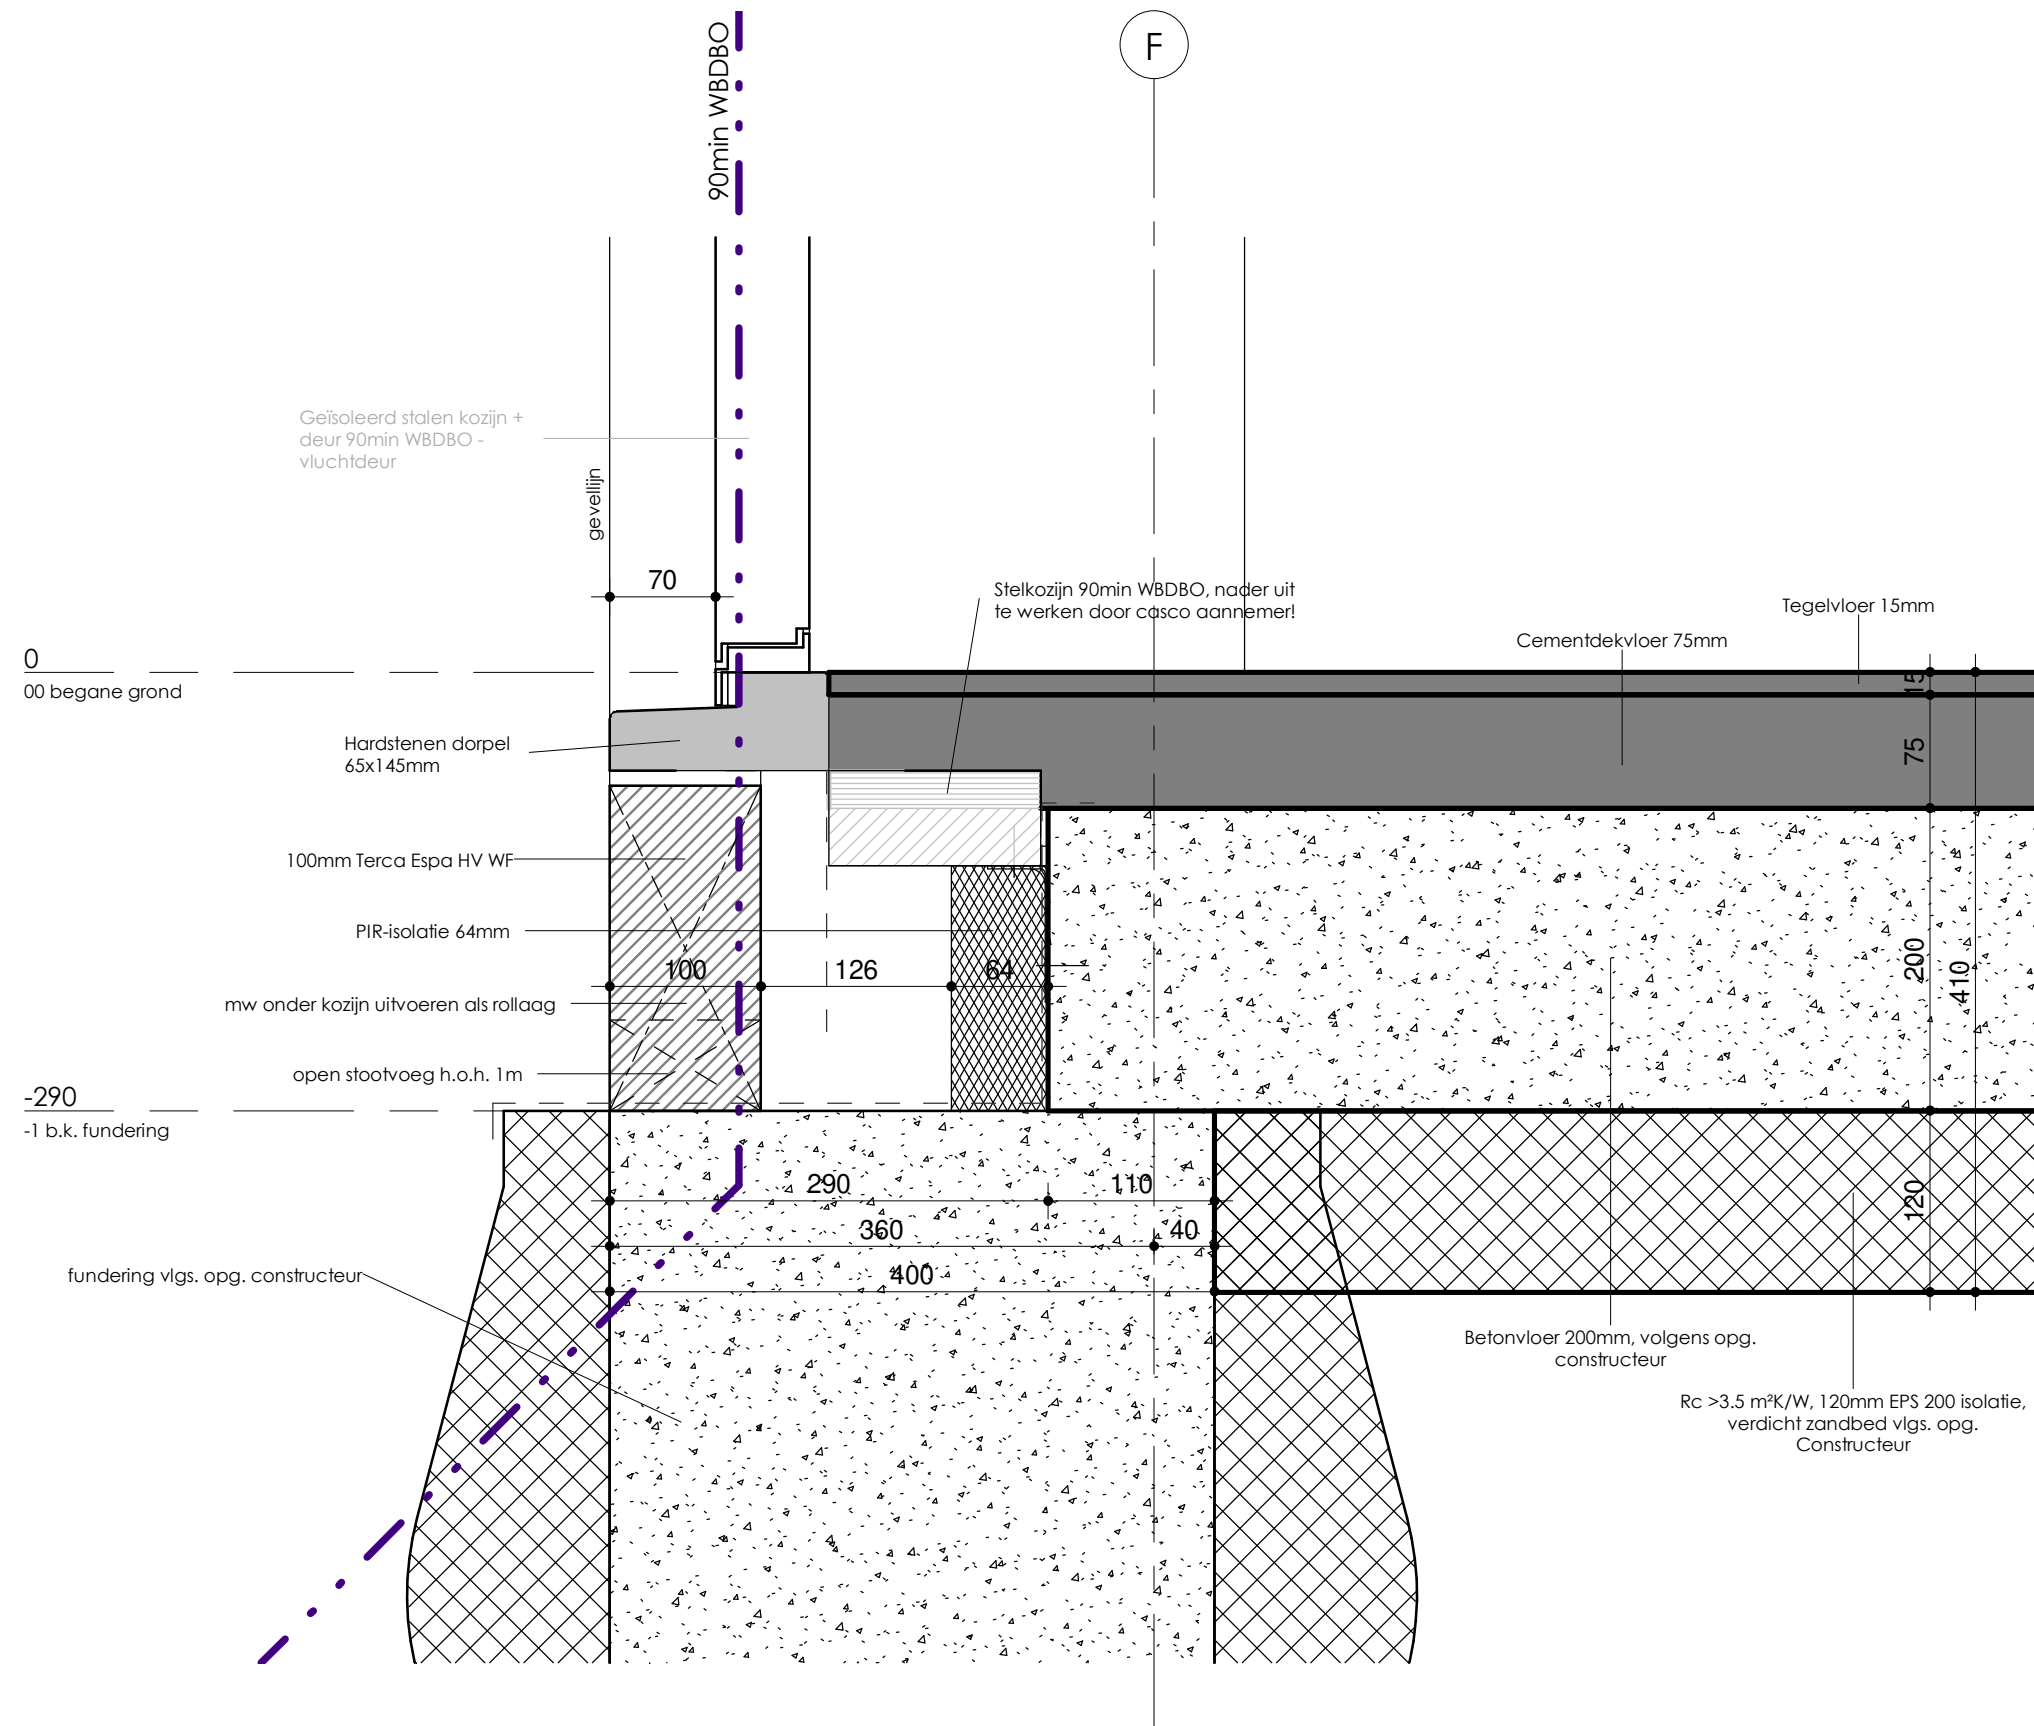 90min WBDBO
F
Geïsoleerd stalen kozijn +
deur 90min WBDBO -
vluchtdeur
gevellijn
70
Stelkozijn 90min WBDBO, nader uit
te werken door casco aannemer!
Tegelvloer 15mm
Cementdekvloer 75mm
0
00 begane grond
15
75
Hardstenen dorpel
65x145mm
100mm Terca Espa HV WF
PIR-isolatie 64mm
100
126
64
200
410
mw onder kozijn uitvoeren als rollaag
open stootvoeg h.o.h. 1m
-290
-1 b.k. fundering
290
110
120
360
40
400
fundering vlgs. opg. constructeur
Betonvloer 200mm, volgens opg.
constructeur
Rc >3.5 m²K/W, 120mm EPS 200 isolatie,
verdicht zandbed vlgs. opg.
Constructeur